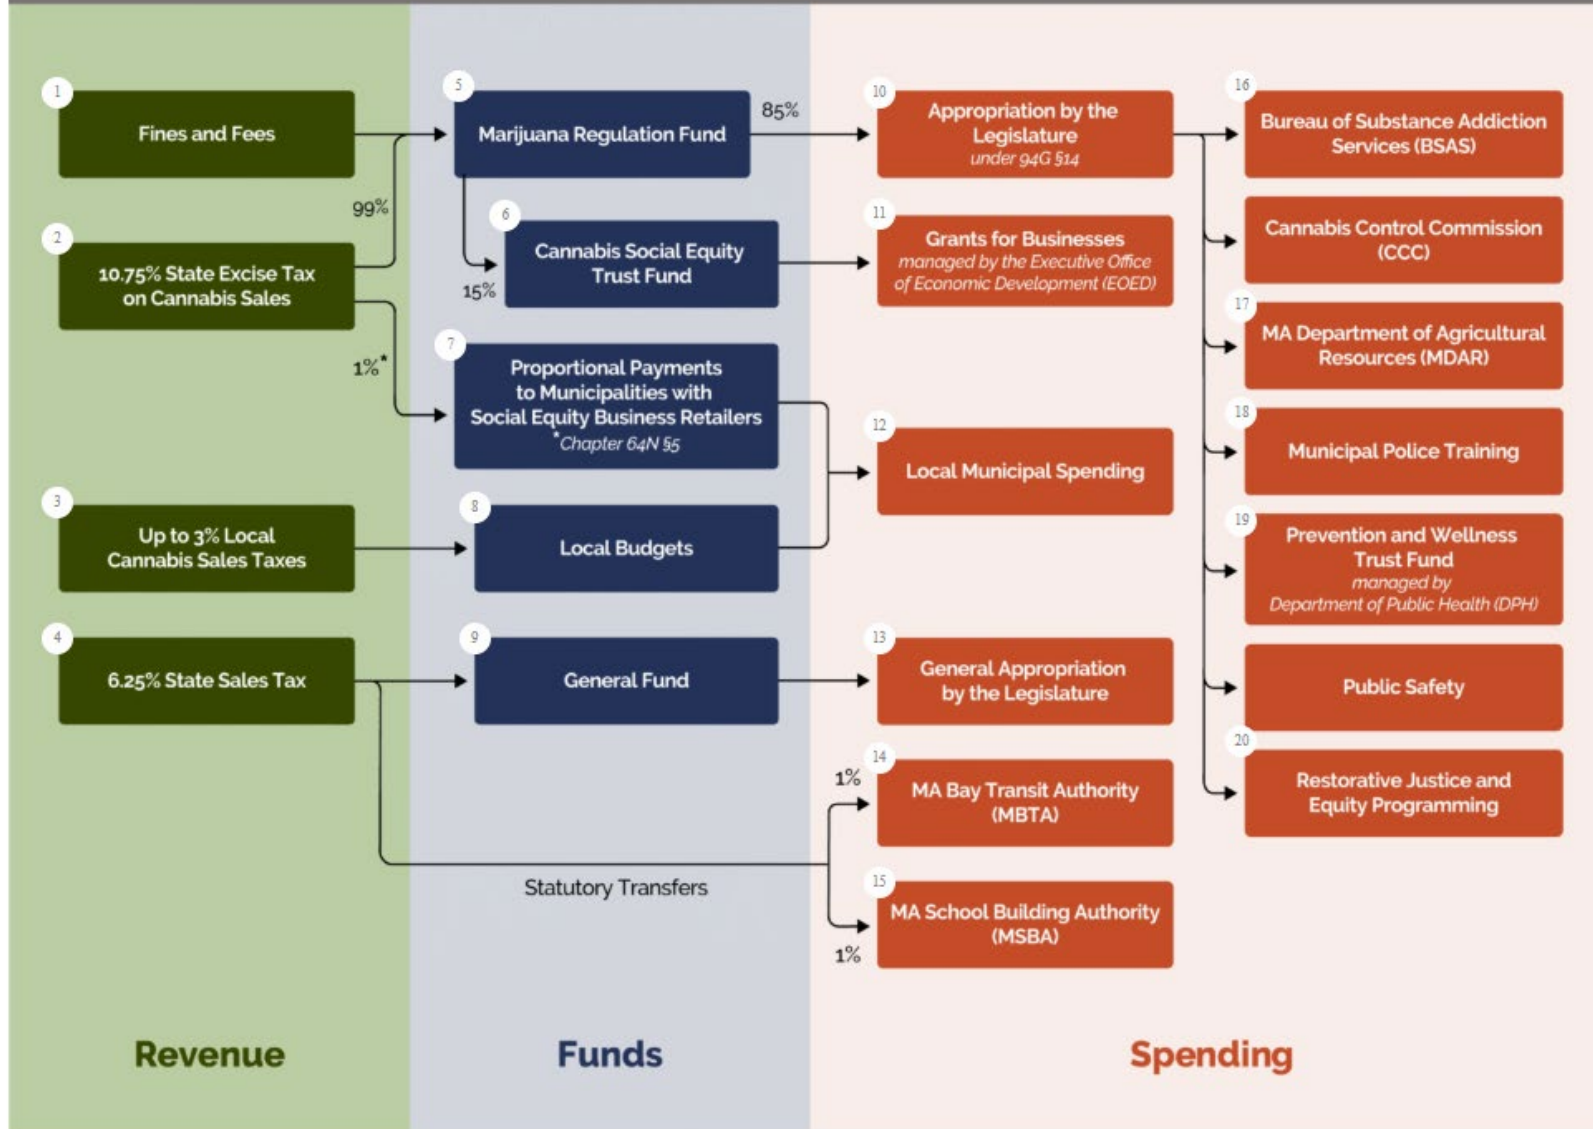 1
Fines and Fees
99%
2
10.75% State Excise Tax
on Cannabis Sales
1%*
3
Up to 3% Local
Cannabis Sales Taxes
4
6.25% State Sales Tax
Revenue
5
Marijuana Regulation Fund
85%
6
Cannabis Social Equity
Trust Fund
15%
7
Proportional Payments
to Municipalities with
Social Equity Business Retailers
*Chapter 64N §5
8
Local Budgets
9
General Fund
Statutory Transfers
Funds
10
Appropriation by the
Legislature
under 94G §14
11
Grants for Businesses
managed by the Executive Office
of Economic Development (EOED)
12
Local Municipal Spending
13
General Appropriation
by the Legislature
14
1%
MA Bay Transit Authority
(MBTA)
15
MA School Building Authority
(MSBA)
1%
16
Bureau of Substance Addiction
Services (BSAS)
Cannabis Control Commission
(CCC)
17
MA Department of Agricultural
Resources (MDAR)
18
Municipal Police Training
19
Prevention and Wellness
Trust Fund
managed by
Department of Public Health (DPH)
Public Safety
20
Restorative Justice and
Equity Programming
Spending